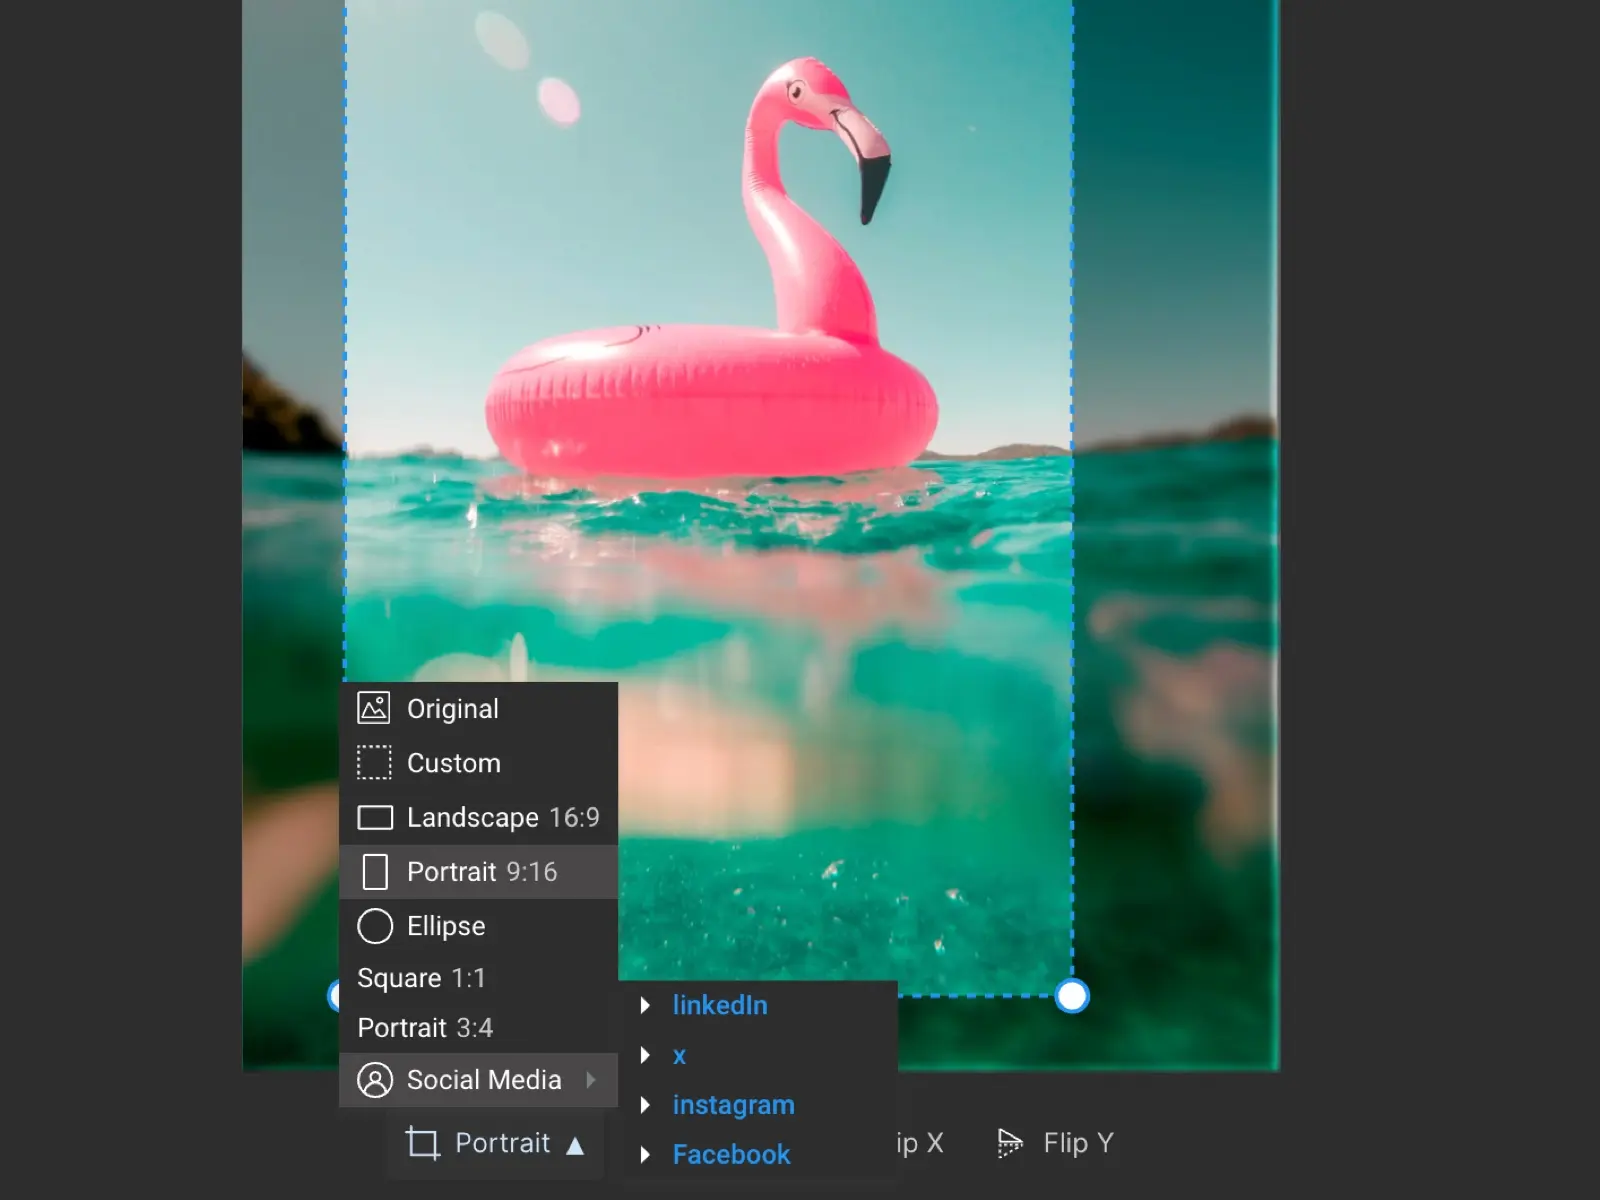 Original
Custom
Landscape 16:9
Portrait 9:16
Ellipse
Square 1:1
Portrait 3:4
Social Media
linkedIn
x
instagram
Facebook
Portrait
ip X
Flip Y